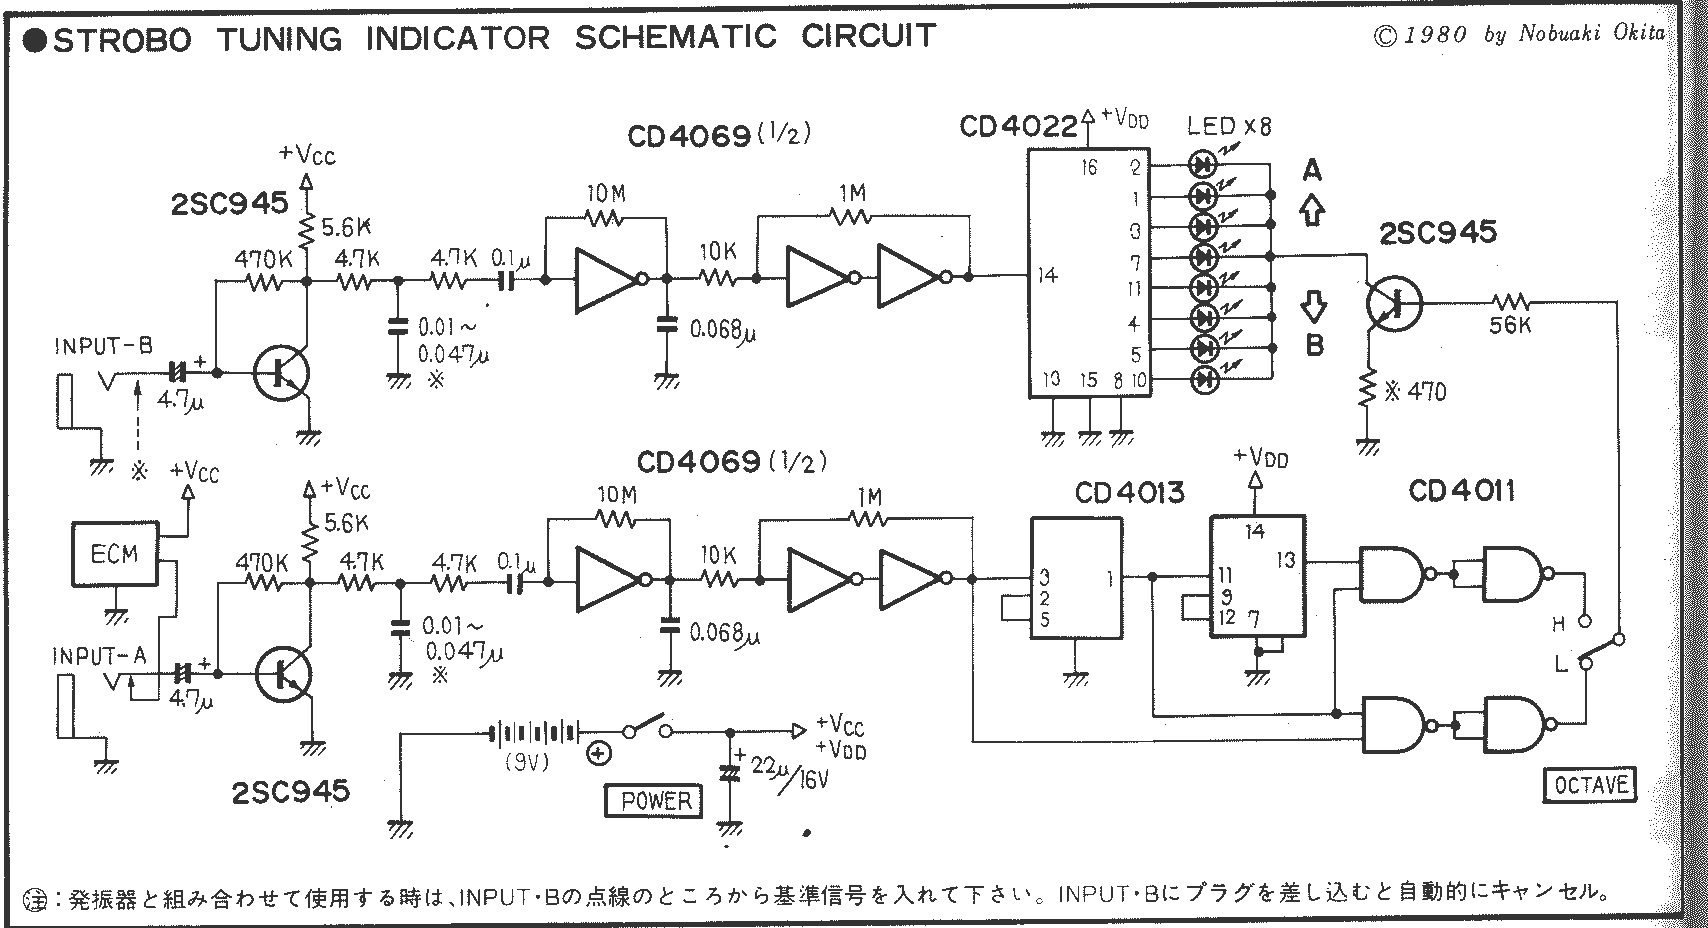 ●STROBO TUNING INDICATOR SCHEMATIC CIRCUIT
©1980 by Nobuaki Okita
CD4069 (1/2)
CD4022
+VDD
LED x8
+VCC
2SC945
5.6K
470K
4.7K
4.7K
0.1μ
10M
10K
1M
0.01~
0.047μ
※
0.068μ
INPUT-B
+
4.7μ
※
14
16
2
1
3
7
11
4
5
10
13
15
8
A
B
2SC945
56K
※ 470
+VCC
ECM
INPUT-A
+
4.7μ
+VCC
5.6K
470K
4.7K
4.7K
0.1μ
0.01~
0.047μ
※
2SC945
CD4069 (1/2)
10M
10K
1M
0.068μ
CD4013
3
2
5
1
+VDD
14
13
11
9
12
7
CD4011
H
L
OCTAVE
(9V)
+
POWER
+VCC
+VDD
+
22μ/16V
注：発振器と組み合わせて使用する時は、INPUT・Bの点線のところから基準信号を入れて下さい。INPUT・Bにプラグを差し込むと自動的にキャンセル。